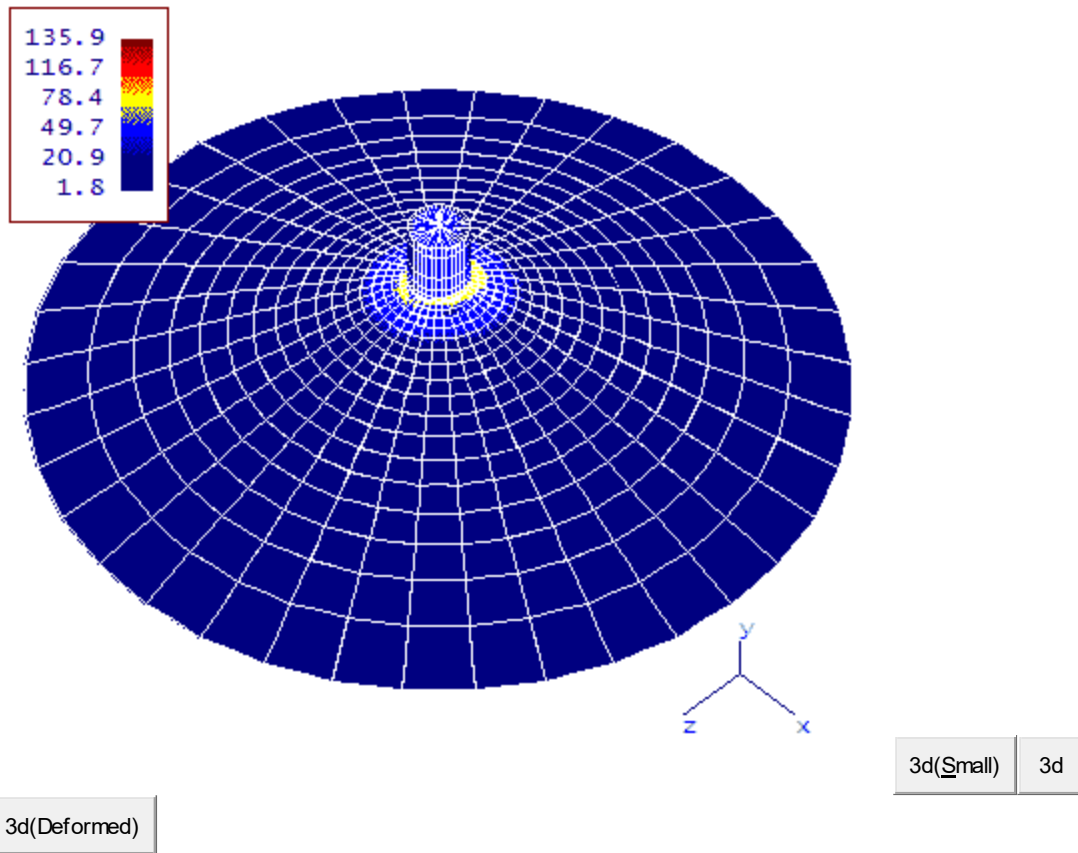 135.9
116.7
78.4
49.7
20.9
1.8
y
z
x
3d(Small)
3d
3d(Deformed)